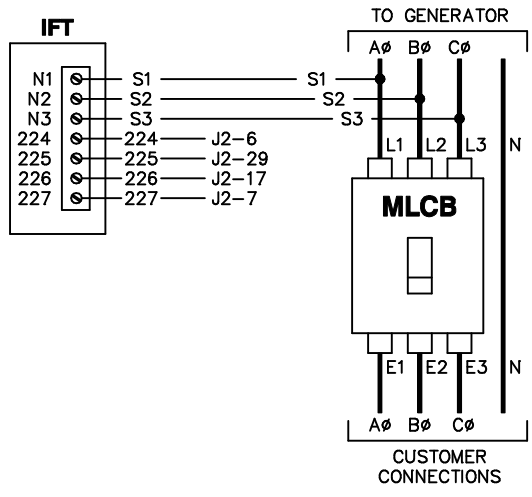 TO GENERATOR
IFT
AØ BØ CØ
N1 S1 S1
N2 S2 S2
N3 S3 S3
224 224 J2-6
L1 L2 L3 N
225 225 J2-29
226 226 J2-17
227 227 J2-7
MLCB
E1 E2 E3 N
AØ BØ CØ
CUSTOMER
CONNECTIONS